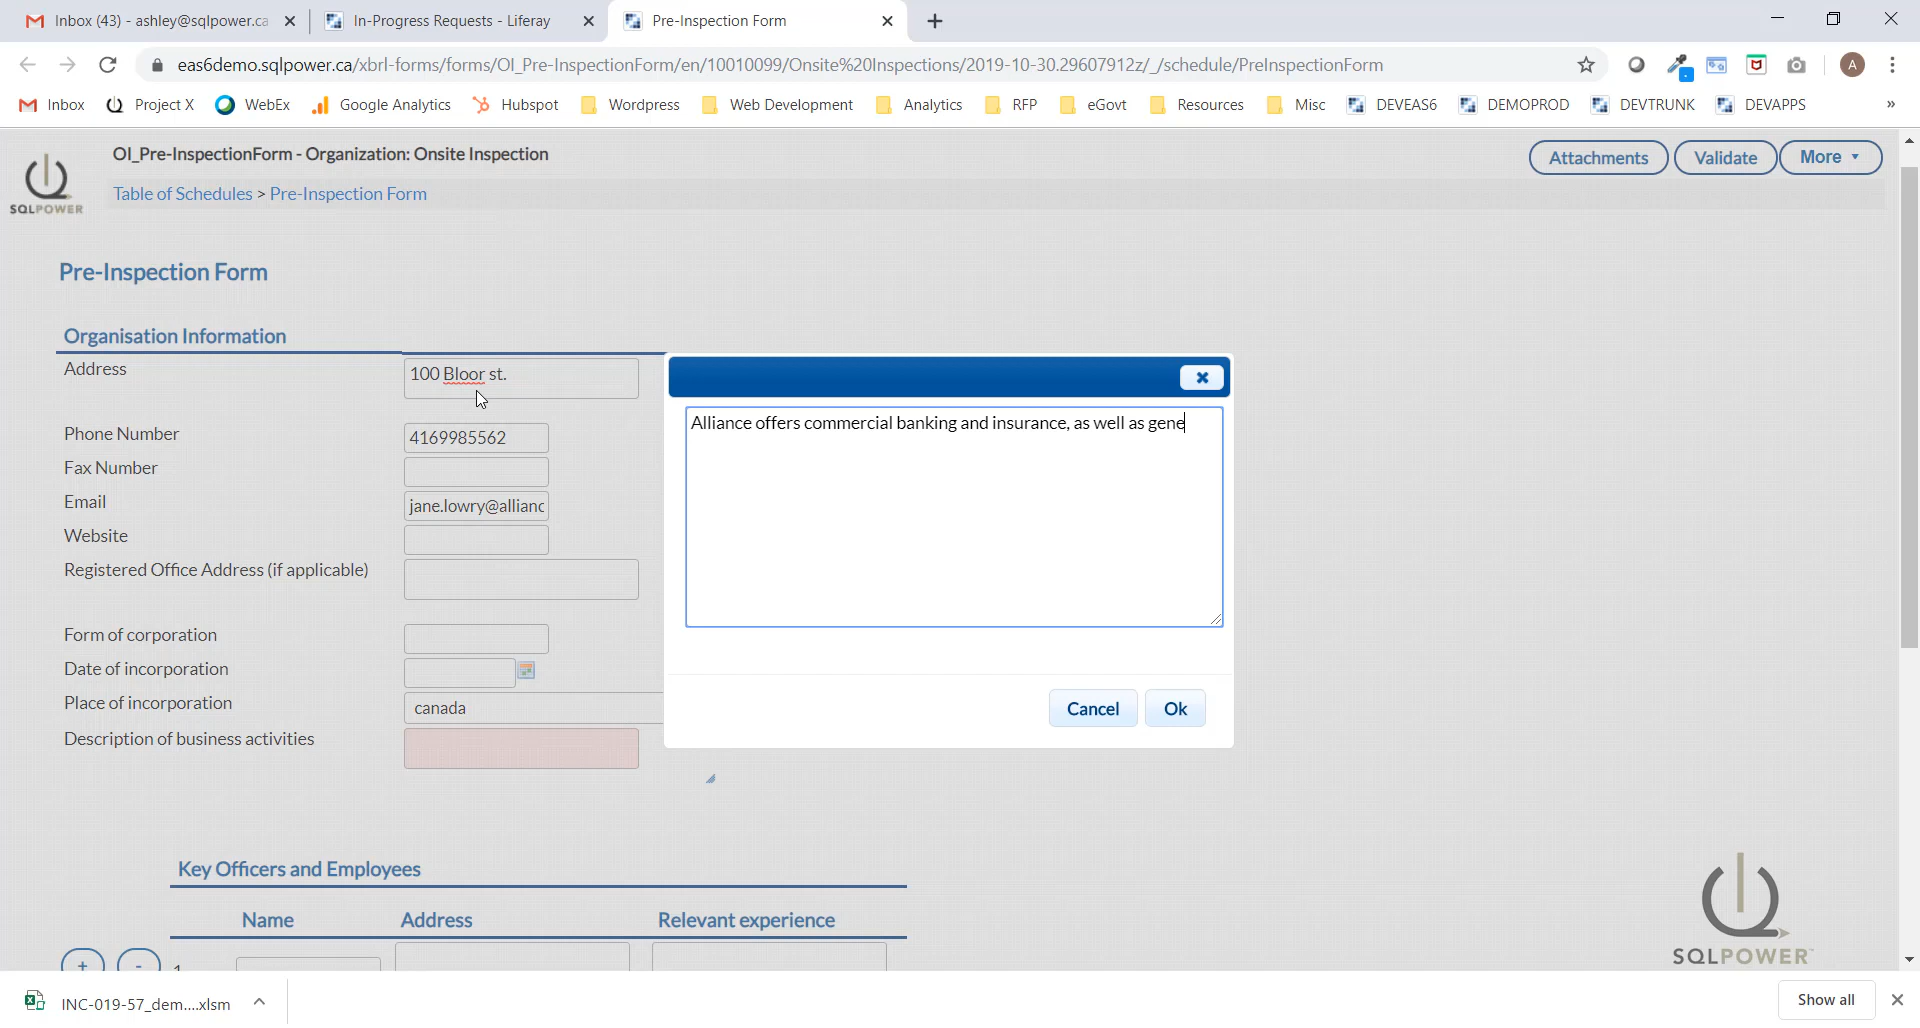 Inbox (43) - ashley@sqlpower.ca
In-Progress Requests - Liferay
Pre-Inspection Form
eas6demo.sqlpower.ca/xbrl-forms/forms/OI_Pre-InspectionForm/en/10010099/Onsite%20Inspections/2019-10-30.29607912z/_/schedule/PreInspectionForm
A
Inbox
Project X
WebEx
Google Analytics
Hubspot
Wordpress
Web Development
Analytics
RFP
eGovt
Resources
Misc
DEVEAS6
DEMOPROD
DEVTRUNK
DEVAPPS
»
SQLPOWER
OI_Pre-InspectionForm - Organization: Onsite Inspection
Attachments
Validate
More
Table of Schedules > Pre-Inspection Form
Pre-Inspection Form
Organisation Information
Address
100 Bloor st.
Phone Number
4169985562
Fax Number
Email
jane.lowry@allianc
Website
Registered Office Address (if applicable)
Form of corporation
Date of incorporation
Place of incorporation
canada
Description of business activities
Alliance offers commercial banking and insurance, as well as gene
Cancel
Ok
Key Officers and Employees
Name
Address
Relevant experience
+
-
1
SQLPOWER
INC-019-57_dem....xlsm
Show all